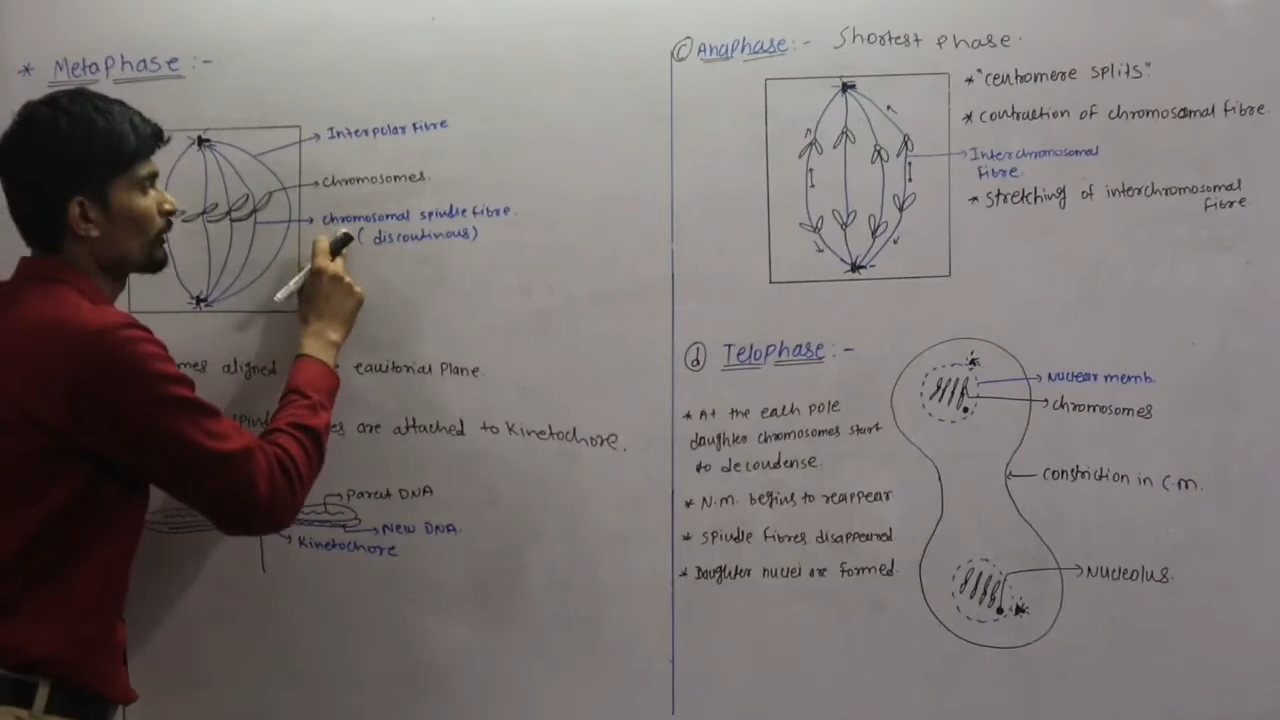 * Metaphase :-
Interpolar Fibre
chromosomes.
chromosomal spindle fibre.
(discontinous)
mes aligned
equitorial Plane.
es are attached to Kinetochore.
Parent DNA
New DNA.
Kinetochore
c) Anaphase :- Shortest phase.
* "centromere splits"
* contraction of chromosomal fibre.
Interchromosomal
Fibre.
* stretching of interchromosomal
Fibre
d) Telophase :-
* At the each pole
daughter chromosomes start
to decondense.
* N.M. begins to reappear
* Spindle fibres disappeared
* Daughter nuclei are formed.
Nuclear memb.
chromosomes
constriction in C.M.
Nucleolus.